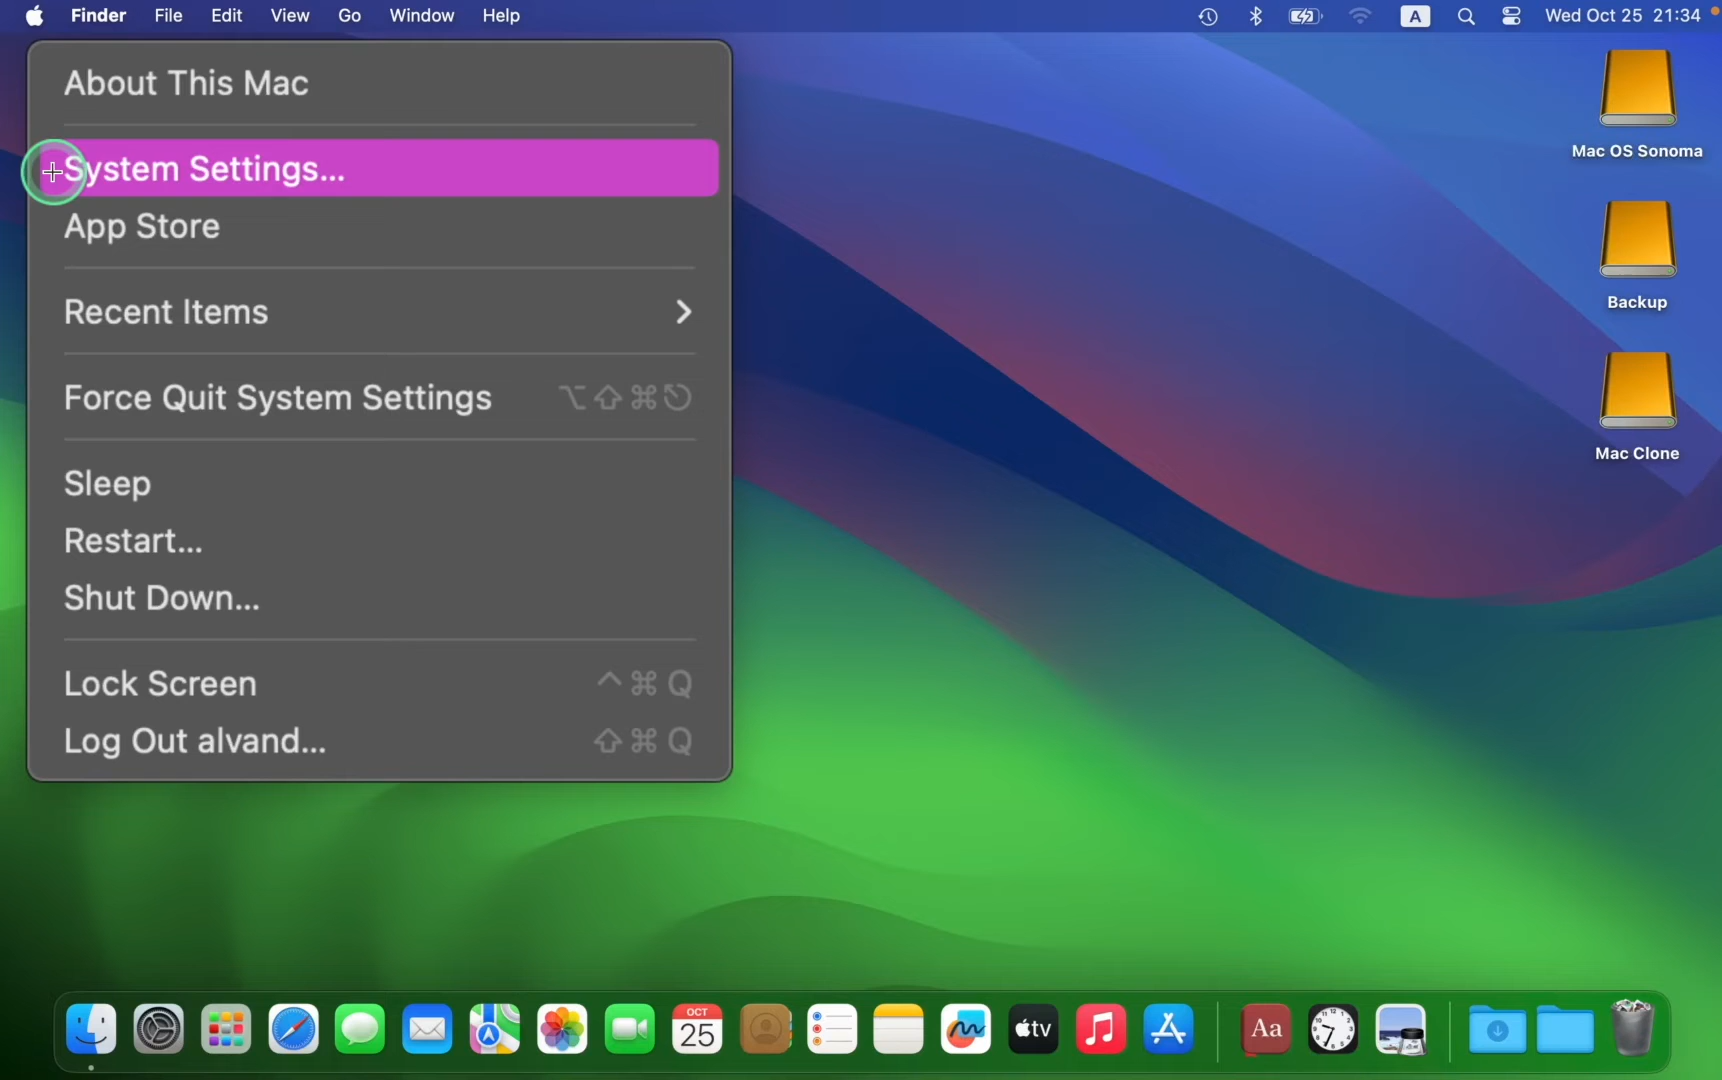 Finder File Edit View Go Window Help A Wed Oct 25 21:34
About This Mac
System Settings...
App Store
Recent Items
Force Quit System Settings ⌥⇧⌘⎋
Sleep
Restart...
Shut Down...
Lock Screen ^⌘Q
Log Out alvand... ⇧⌘Q
Mac OS Sonoma
Backup
Mac Clone
OCT
25
tv
Aa